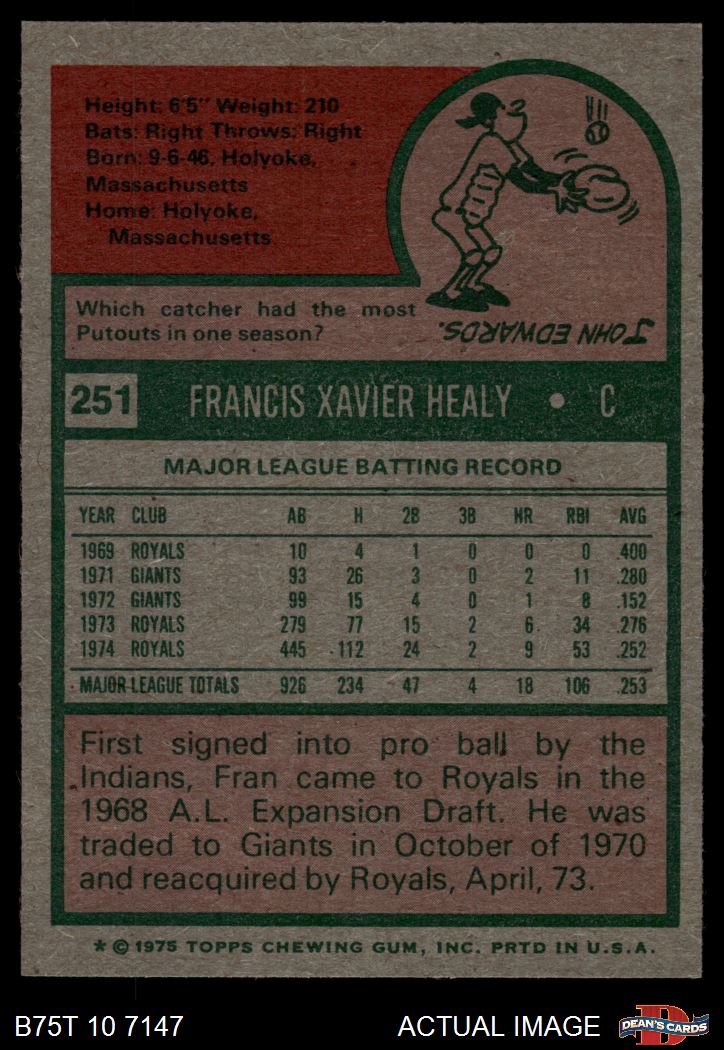 Height: 6'5" Weight: 210
Bats: Right Throws: Right
Born: 9-6-46, Holyoke,
Massachusetts
Home: Holyoke,
Massachusetts
Which catcher had the most
Putouts in one season?
JOHN EDWARDS.
251 FRANCIS XAVIER HEALY • C
MAJOR LEAGUE BATTING RECORD
YEAR CLUB AB H 2B 3B HR RBI AVG
1969 ROYALS 10 4 1 0 0 0 .400
1971 GIANTS 93 26 3 0 2 11 .280
1972 GIANTS 99 15 4 0 1 8 .152
1973 ROYALS 279 77 15 2 6 34 .276
1974 ROYALS 445 112 24 2 9 53 .252
MAJOR LEAGUE TOTALS 926 234 47 4 18 106 .253
First signed into pro ball by the
Indians, Fran came to Royals in the
1968 A.L. Expansion Draft. He was
traded to Giants in October of 1970
and reacquired by Royals, April, 73.
* © 1975 TOPPS CHEWING GUM, INC. PRTD IN U.S.A.
B75T 10 7147 ACTUAL IMAGE D DEAN'S CARDS